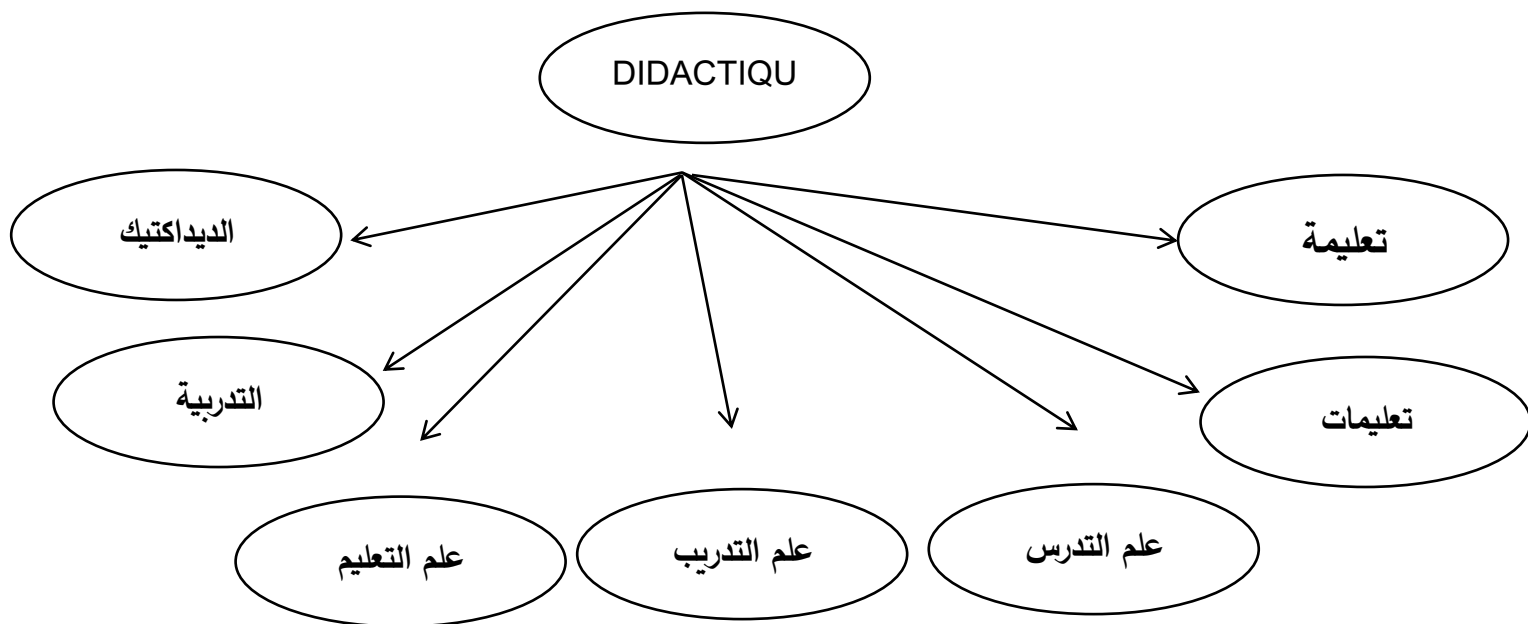 DIDACTIQU
تعليمة
الديداكتيك
تعليمات
التدربية
علم التدرس
علم التدريب
علم التعليم